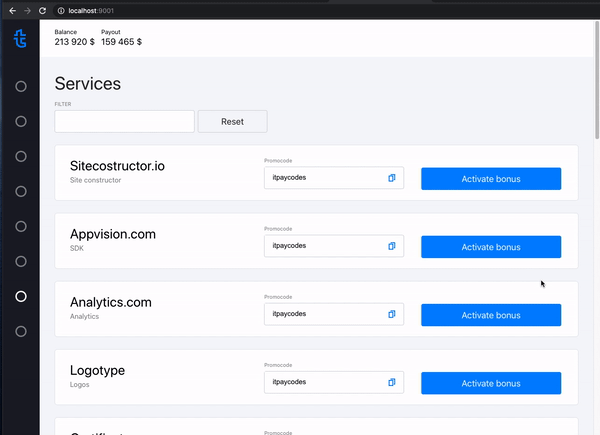 localhost:9001
Balance Payout
213 920 $ 159 465 $
Services
FILTER
Reset
Sitecostructor.io
Site constructor
Promocode
itpaycodes
Activate bonus
Appvision.com
SDK
Promocode
itpaycodes
Activate bonus
Analytics.com
Analytics
Promocode
itpaycodes
Activate bonus
Logotype
Logos
Promocode
itpaycodes
Activate bonus